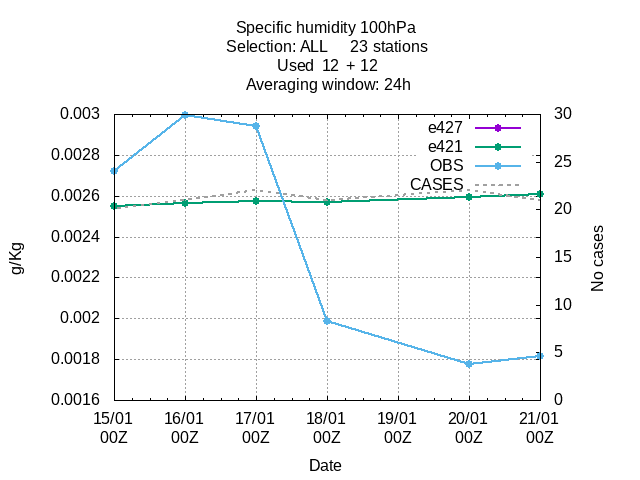 Specific humidity 100hPa
Selection: ALL 23 stations
Used 12 + 12
Averaging window: 24h
e427
e421
OBS
CASES
0.003
0.0028
0.0026
0.0024
0.0022
0.002
0.0018
0.0016
g/Kg
30
25
20
15
10
5
0
No cases
15/01 16/01 17/01 18/01 19/01 20/01 21/01
00Z 00Z 00Z 00Z 00Z 00Z 00Z
Date